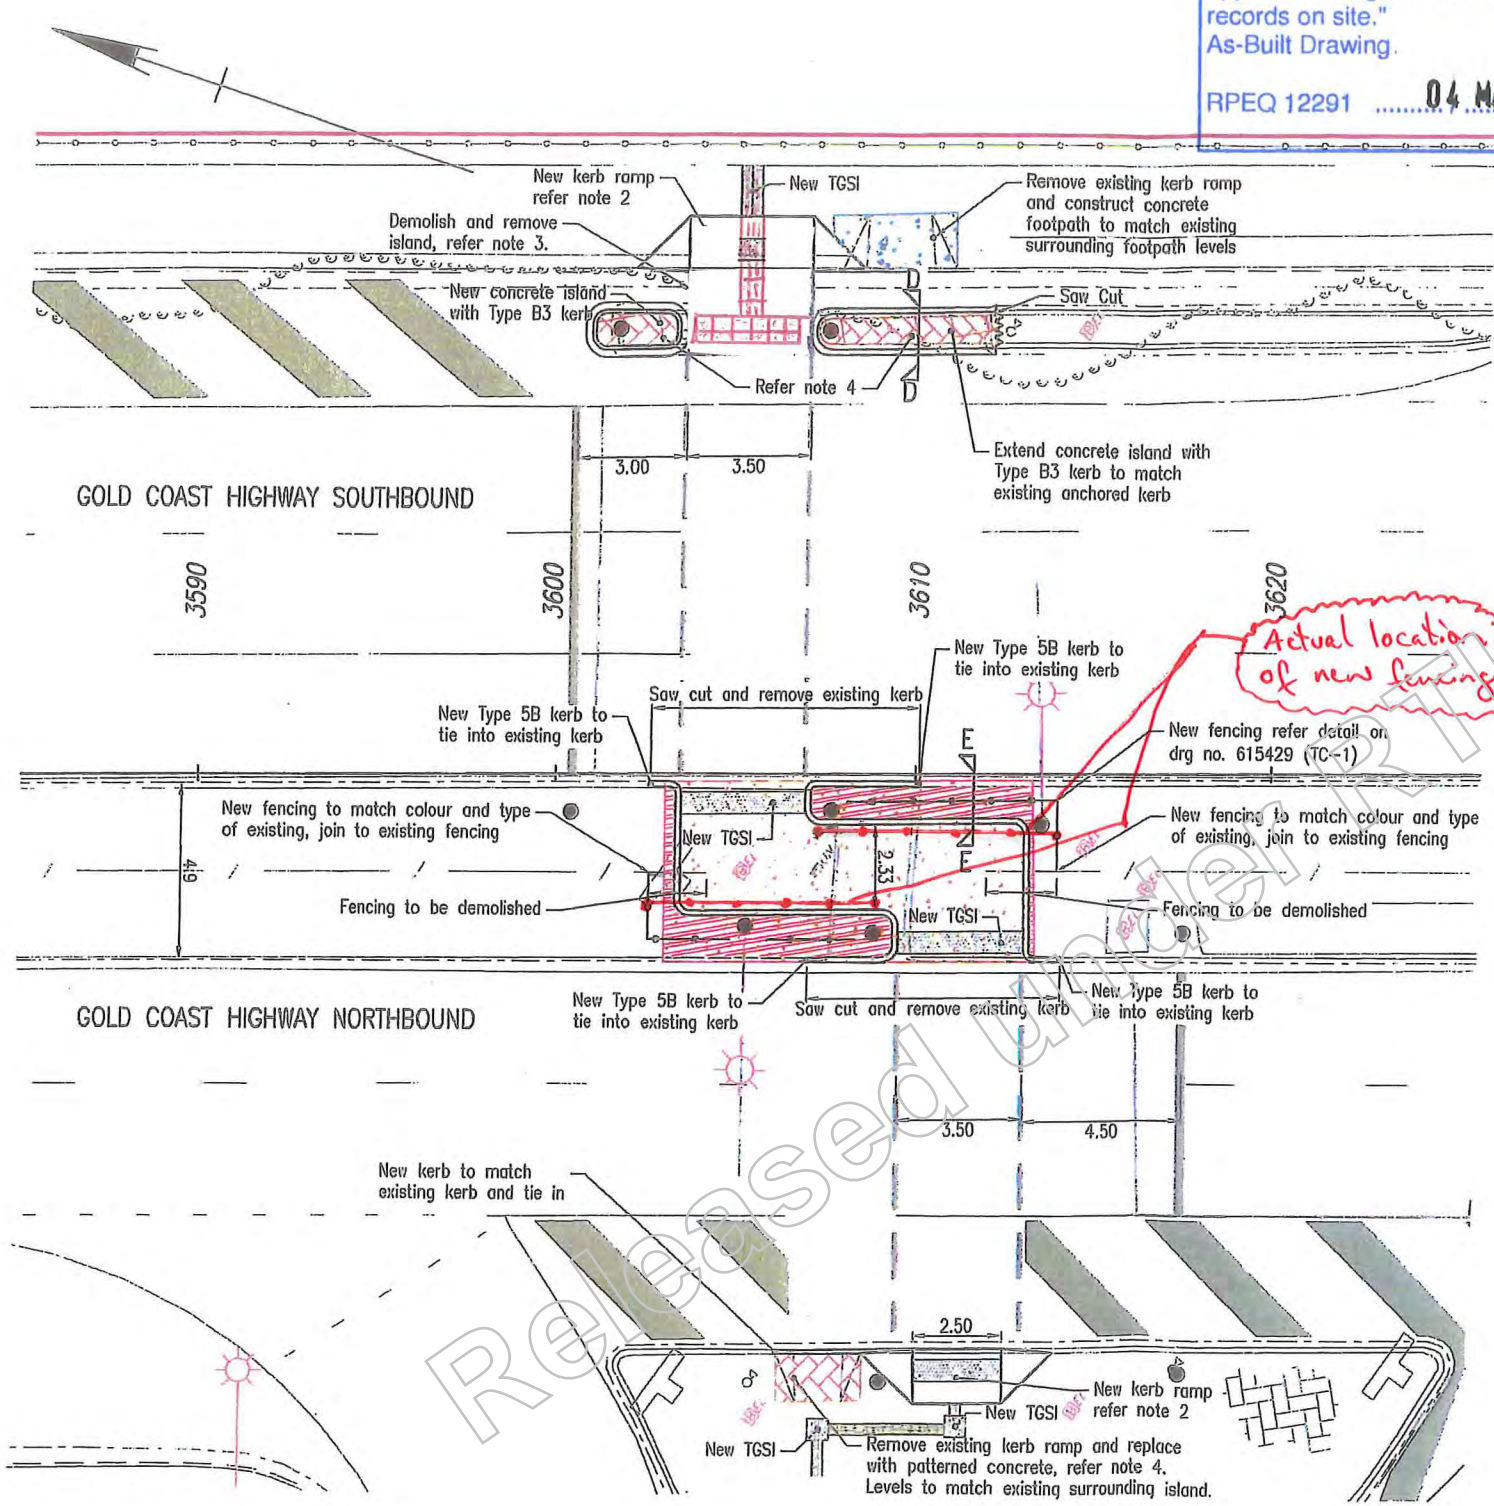 records on site."
As-Built Drawing.
RPEQ 12291
04
New kerb ramp
refer note 2
New TGSI
Remove existing kerb ramp
and construct concrete
footpath to match existing
surrounding footpath levels
Demolish and remove
island, refer note 3.
New concrete island
with Type B3 kerb
D
Saw Cut
Refer note 4
D
3.00
3.50
Extend concrete island with
Type B3 kerb to match
existing anchored kerb
GOLD COAST HIGHWAY SOUTHBOUND
3590
3600
3610
3620
Actual location
of new fencing
New Type 5B kerb to
tie into existing kerb
Saw cut and remove existing kerb
New Type 5B kerb to
tie into existing kerb
E
New fencing refer detail on
drg no. 615429 (TC-1)
New fencing to match colour and type
of existing, join to existing fencing
New TGSI
New fencing to match colour and type
of existing, join to existing fencing
E
4.9
2.33
Fencing to be demolished
New TGSI
Fencing to be demolished
New Type 5B kerb to
tie into existing kerb
Saw cut and remove existing kerb
New Type 5B kerb to
tie into existing kerb
GOLD COAST HIGHWAY NORTHBOUND
3.50
4.50
New kerb to match
existing kerb and tie in
2.50
New kerb ramp
refer note 2
New TGSI
New TGSI
Remove existing kerb ramp and replace
with patterned concrete, refer note 4.
Levels to match existing surrounding island.
Released under RTI